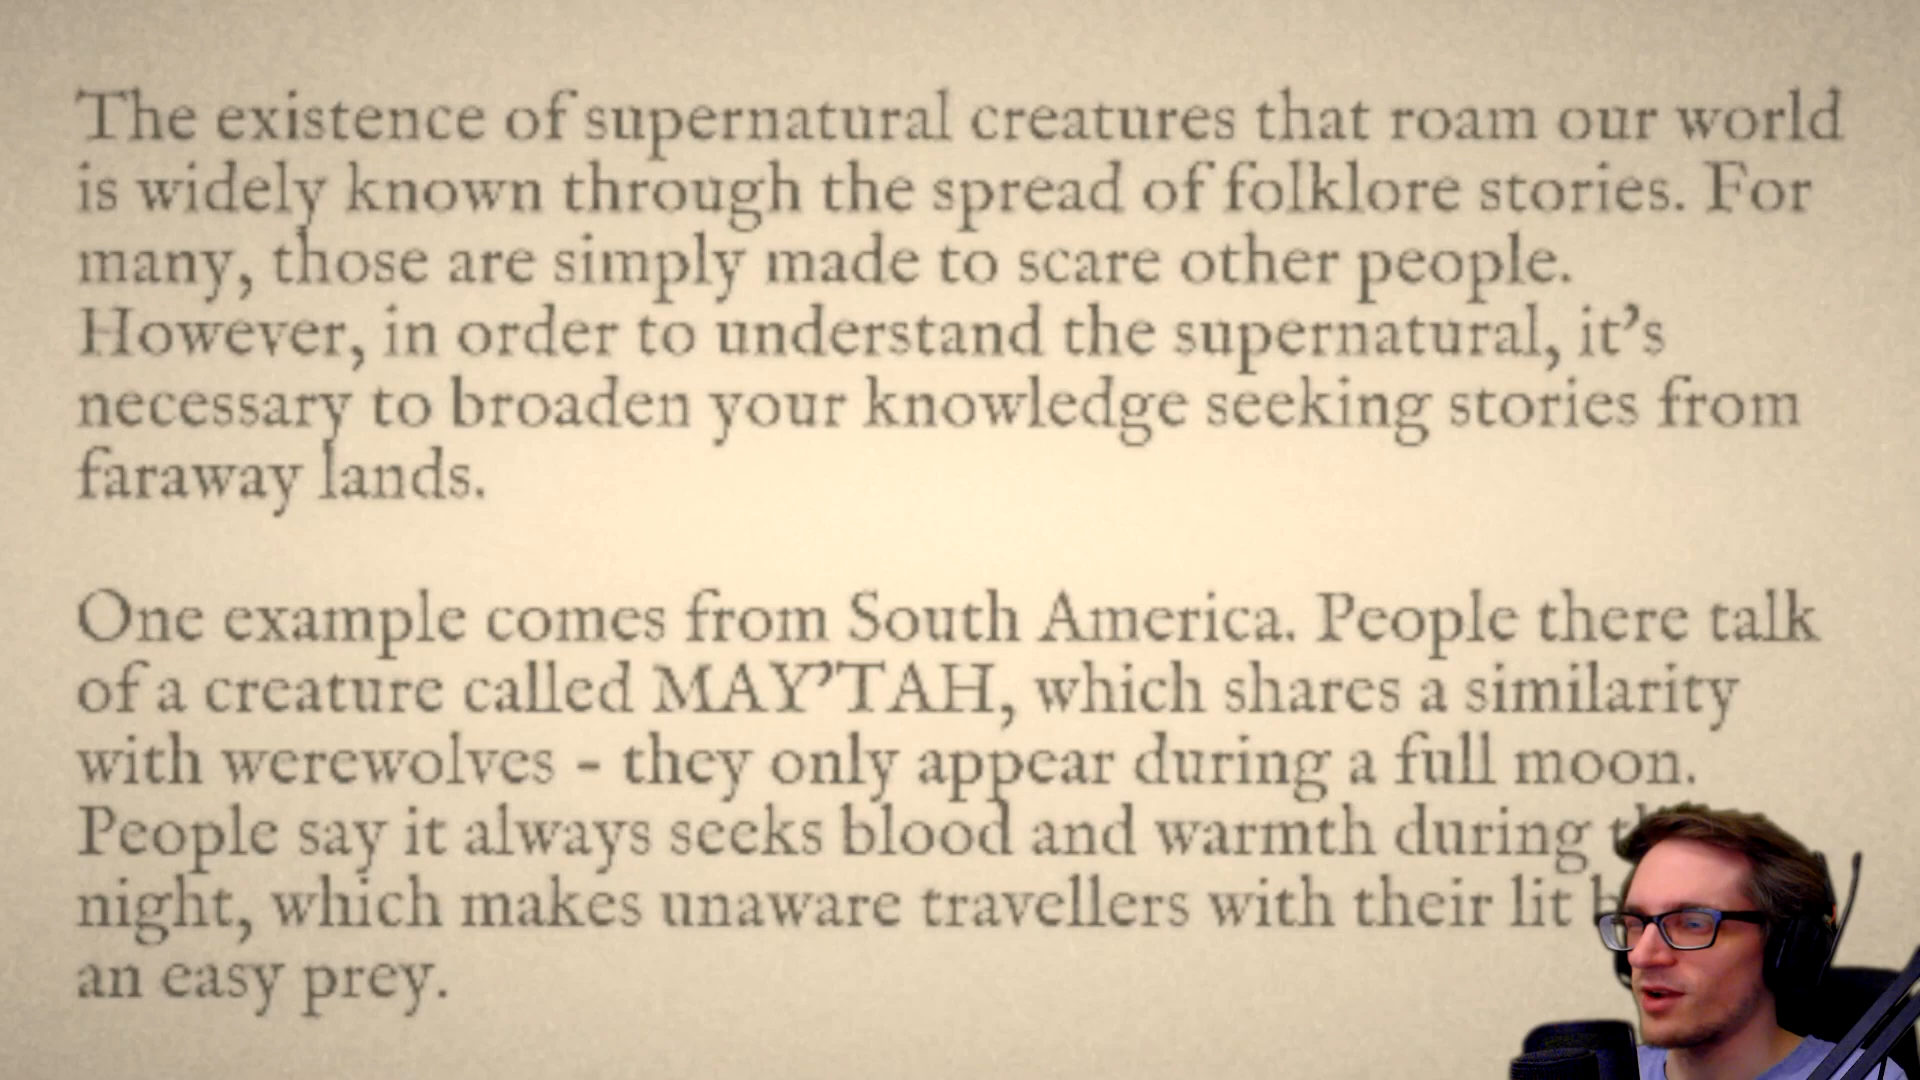 The existence of supernatural creatures that roam our world
is widely known through the spread of folklore stories. For
many, those are simply made to scare other people.
However, in order to understand the supernatural, it's
necessary to broaden your knowledge seeking stories from
faraway lands.
One example comes from South America. People there talk
of a creature called MAY'TAH, which shares a similarity
with werewolves - they only appear during a full moon.
People say it always seeks blood and warmth during
night, which makes unaware travellers with their lit
an easy prey.